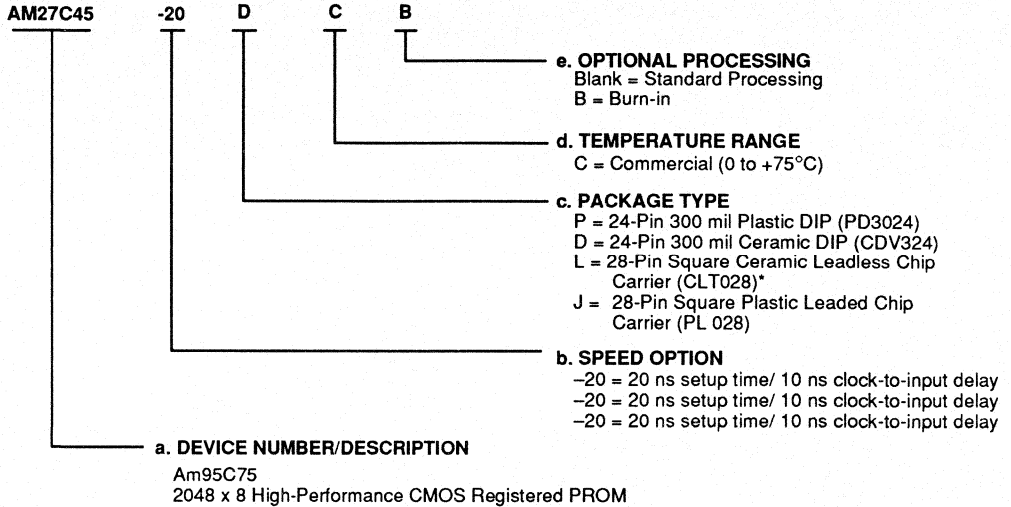 AM27C45 -20 D C B
e. OPTIONAL PROCESSING
Blank = Standard Processing
B = Burn-in
d. TEMPERATURE RANGE
C = Commercial (0 to +75°C)
c. PACKAGE TYPE
P = 24-Pin 300 mil Plastic DIP (PD3024)
D = 24-Pin 300 mil Ceramic DIP (CDV324)
L = 28-Pin Square Ceramic Leadless Chip
Carrier (CLT028)*
J = 28-Pin Square Plastic Leaded Chip
Carrier (PL 028)
b. SPEED OPTION
–20 = 20 ns setup time/ 10 ns clock-to-input delay
–20 = 20 ns setup time/ 10 ns clock-to-input delay
–20 = 20 ns setup time/ 10 ns clock-to-input delay
a. DEVICE NUMBER/DESCRIPTION
Am95C75
2048 x 8 High-Performance CMOS Registered PROM